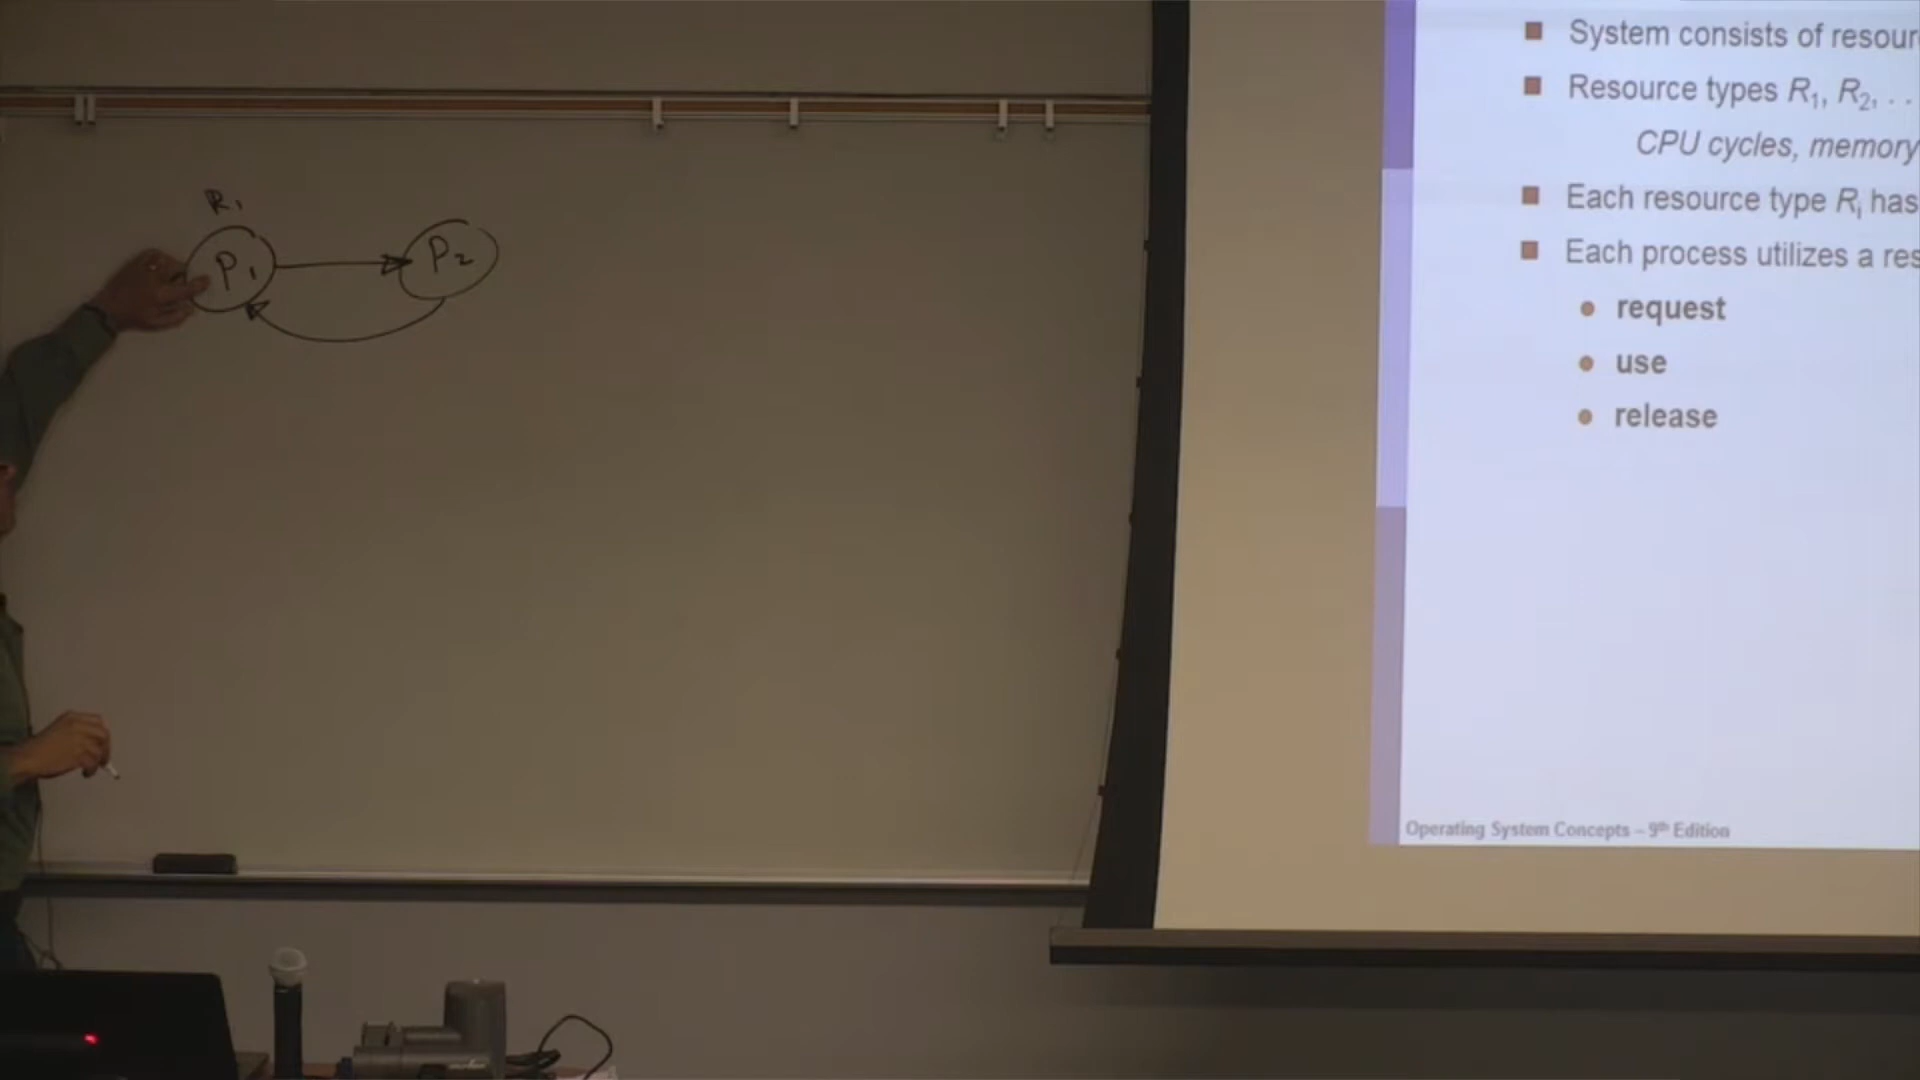 R1
P1
P2
System consists of resour
Resource types R1, R2, . .
CPU cycles, memory
Each resource type Ri has
Each process utilizes a res
request
use
release
Operating System Concepts – 9th Edition